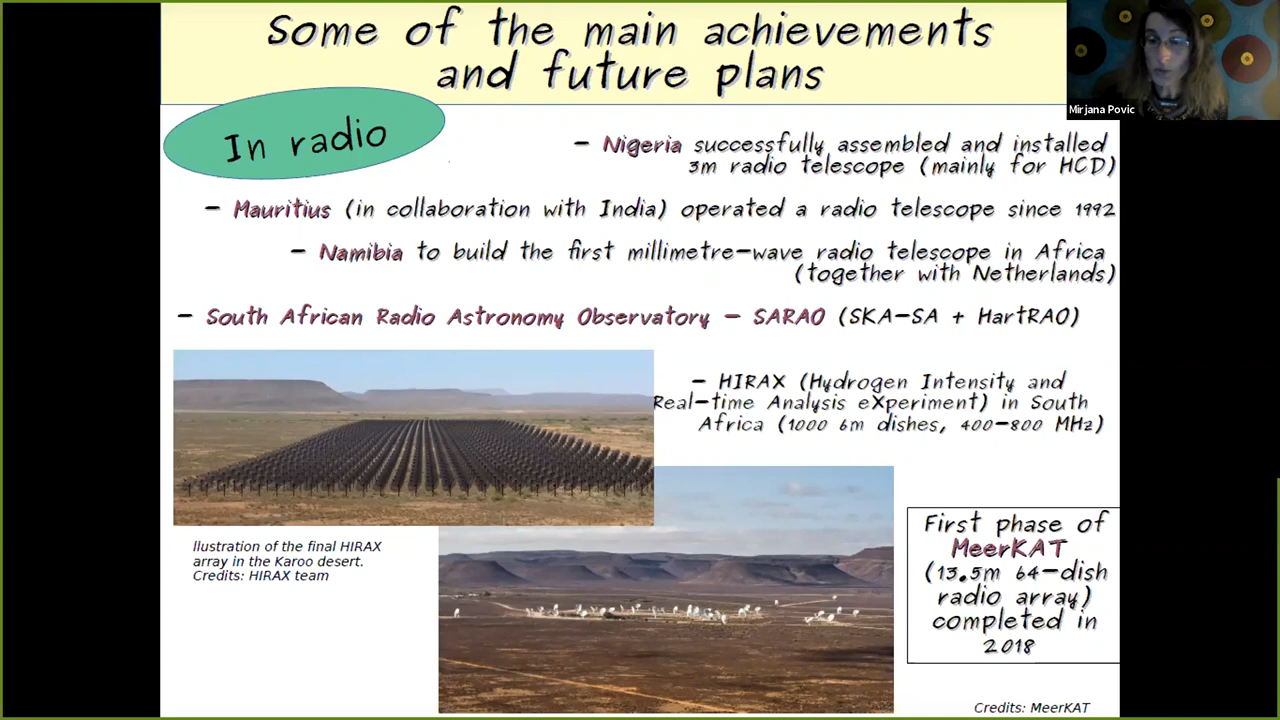 Some of the main achievements
and future plans
Mirjana Povic
In radio
– Nigeria successfully assembled and installed
3m radio telescope (mainly for HCD)
– Mauritius (in collaboration with India) operated a radio telescope since 1992
– Namibia to build the first millimetre-wave radio telescope in Africa
(together with Netherlands)
– South African Radio Astronomy Observatory – SARAO (SKA-SA + HartRAO)
– HIRAX (Hydrogen Intensity and
Real-time Analysis eXperiment) in South
Africa (1000 6m dishes, 400-800 MHz)
llustration of the final HIRAX
array in the Karoo desert.
Credits: HIRAX team
First phase of
MeerKAT
(13.5m 64-dish
radio array)
completed in
2018
Credits: MeerKAT